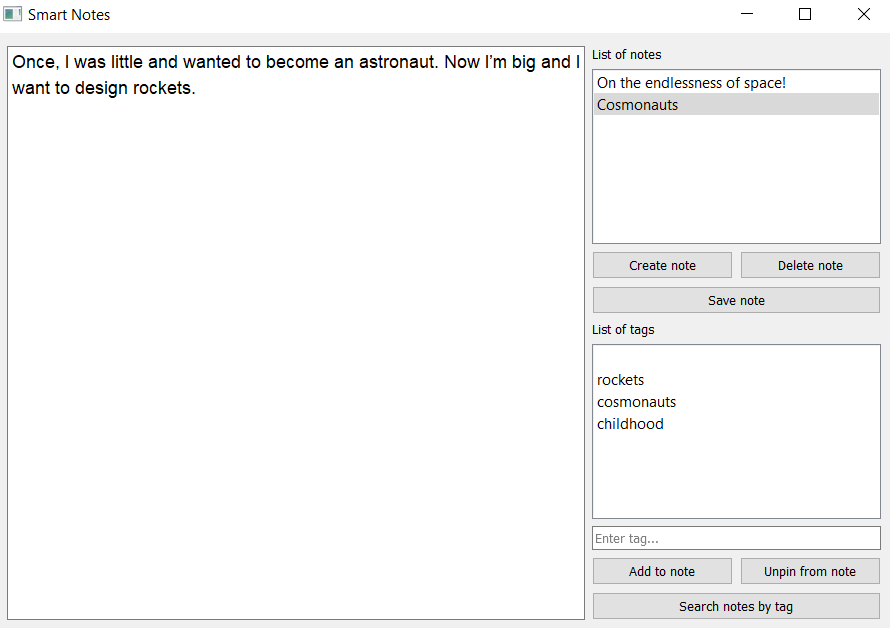 Smart Notes
Once, I was little and wanted to become an astronaut. Now I'm big and I
want to design rockets.
List of notes
On the endlessness of space!
Cosmonauts
Create note
Delete note
Save note
List of tags
rockets
cosmonauts
childhood
Enter tag...
Add to note
Unpin from note
Search notes by tag